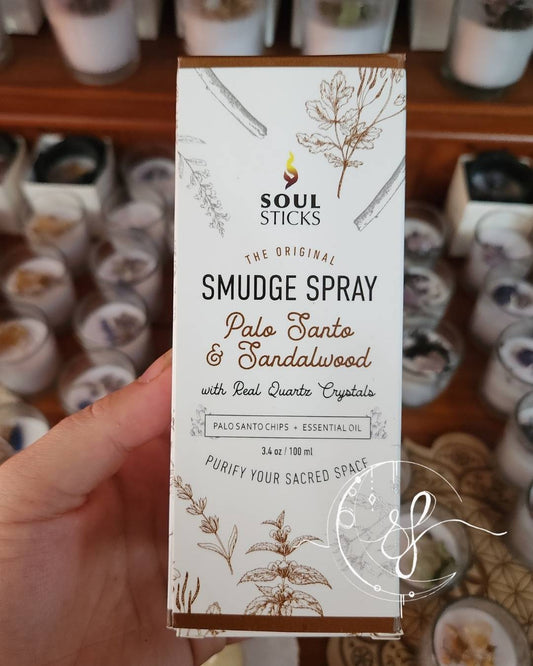 SOUL
STICKS
THE ORIGINAL
SMUDGE SPRAY
Palo Santo
& Sandalwood
with Real Quartz Crystals
PALO SANTO CHIPS + ESSENTIAL OIL
3.4 oz / 100 ml
PURIFY YOUR SACRED SPACE